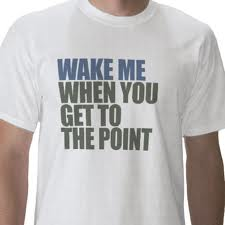 WAKE ME
WHEN YOU
GET TO
THE POINT